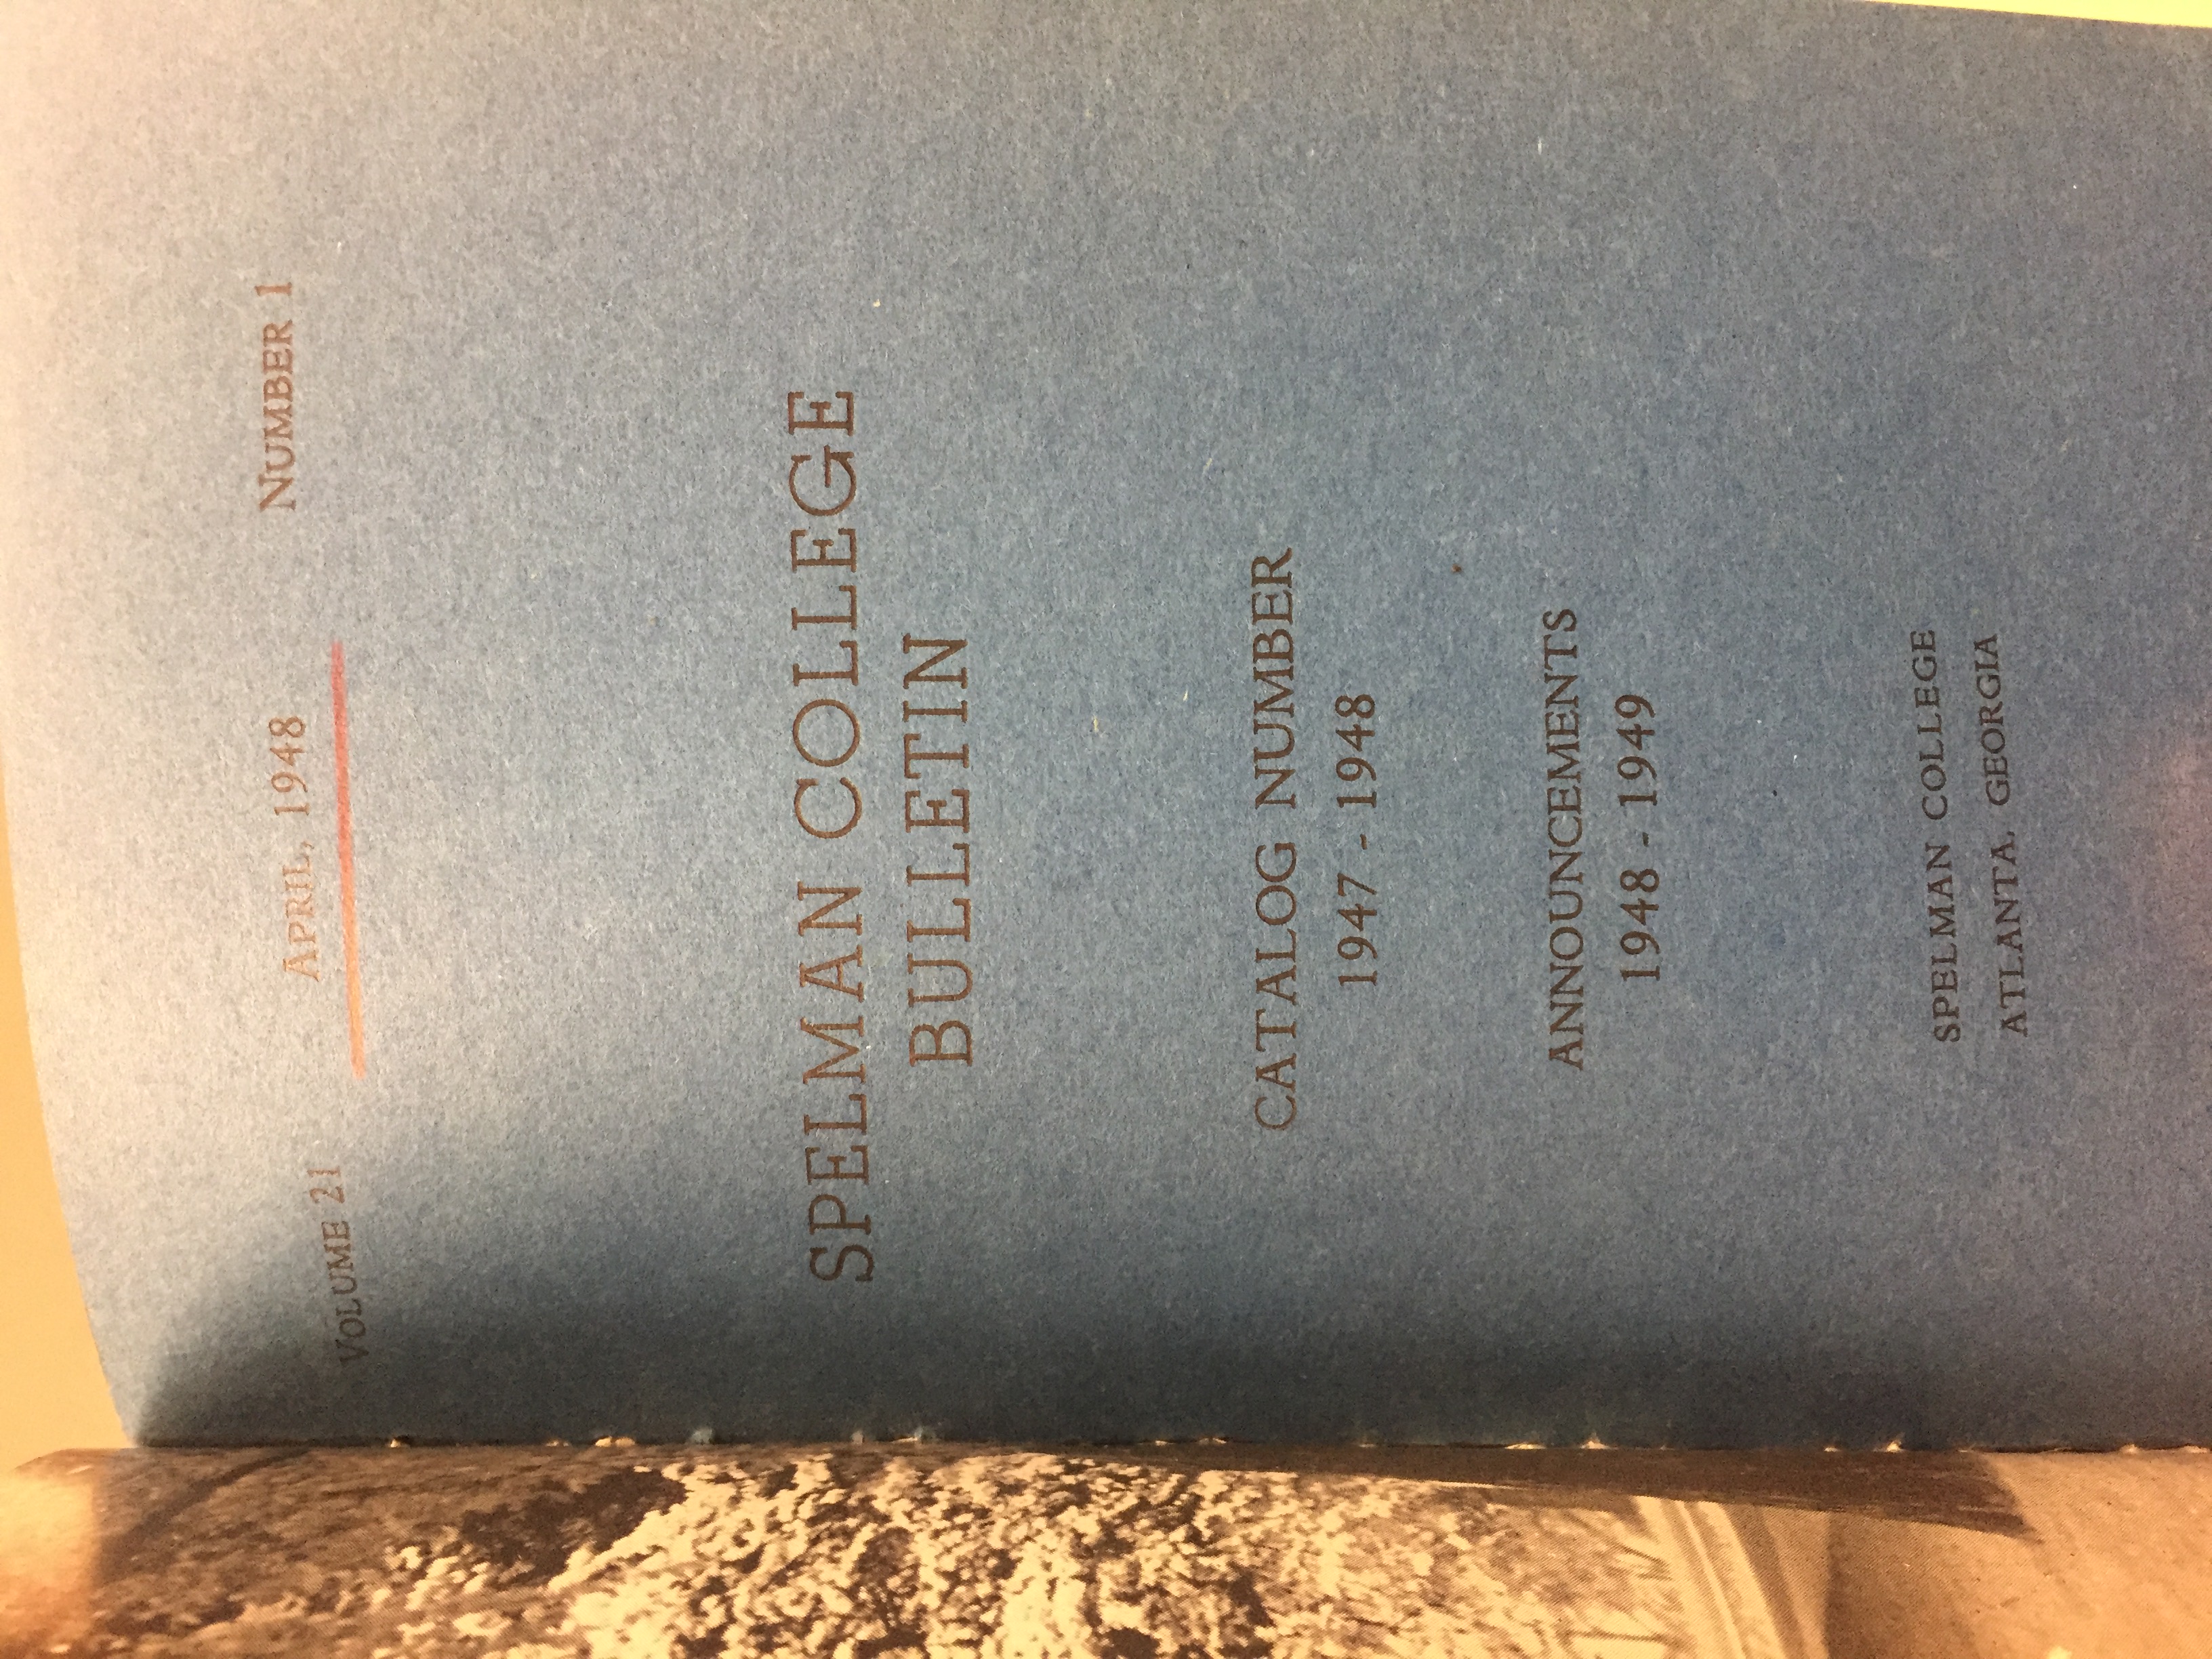 VOLUME 21 APRIL, 1948 NUMBER 1
SPELMAN COLLEGE
BULLETIN
CATALOG NUMBER
1947 - 1948
ANNOUNCEMENTS
1948 - 1949
SPELMAN COLLEGE
ATLANTA, GEORGIA